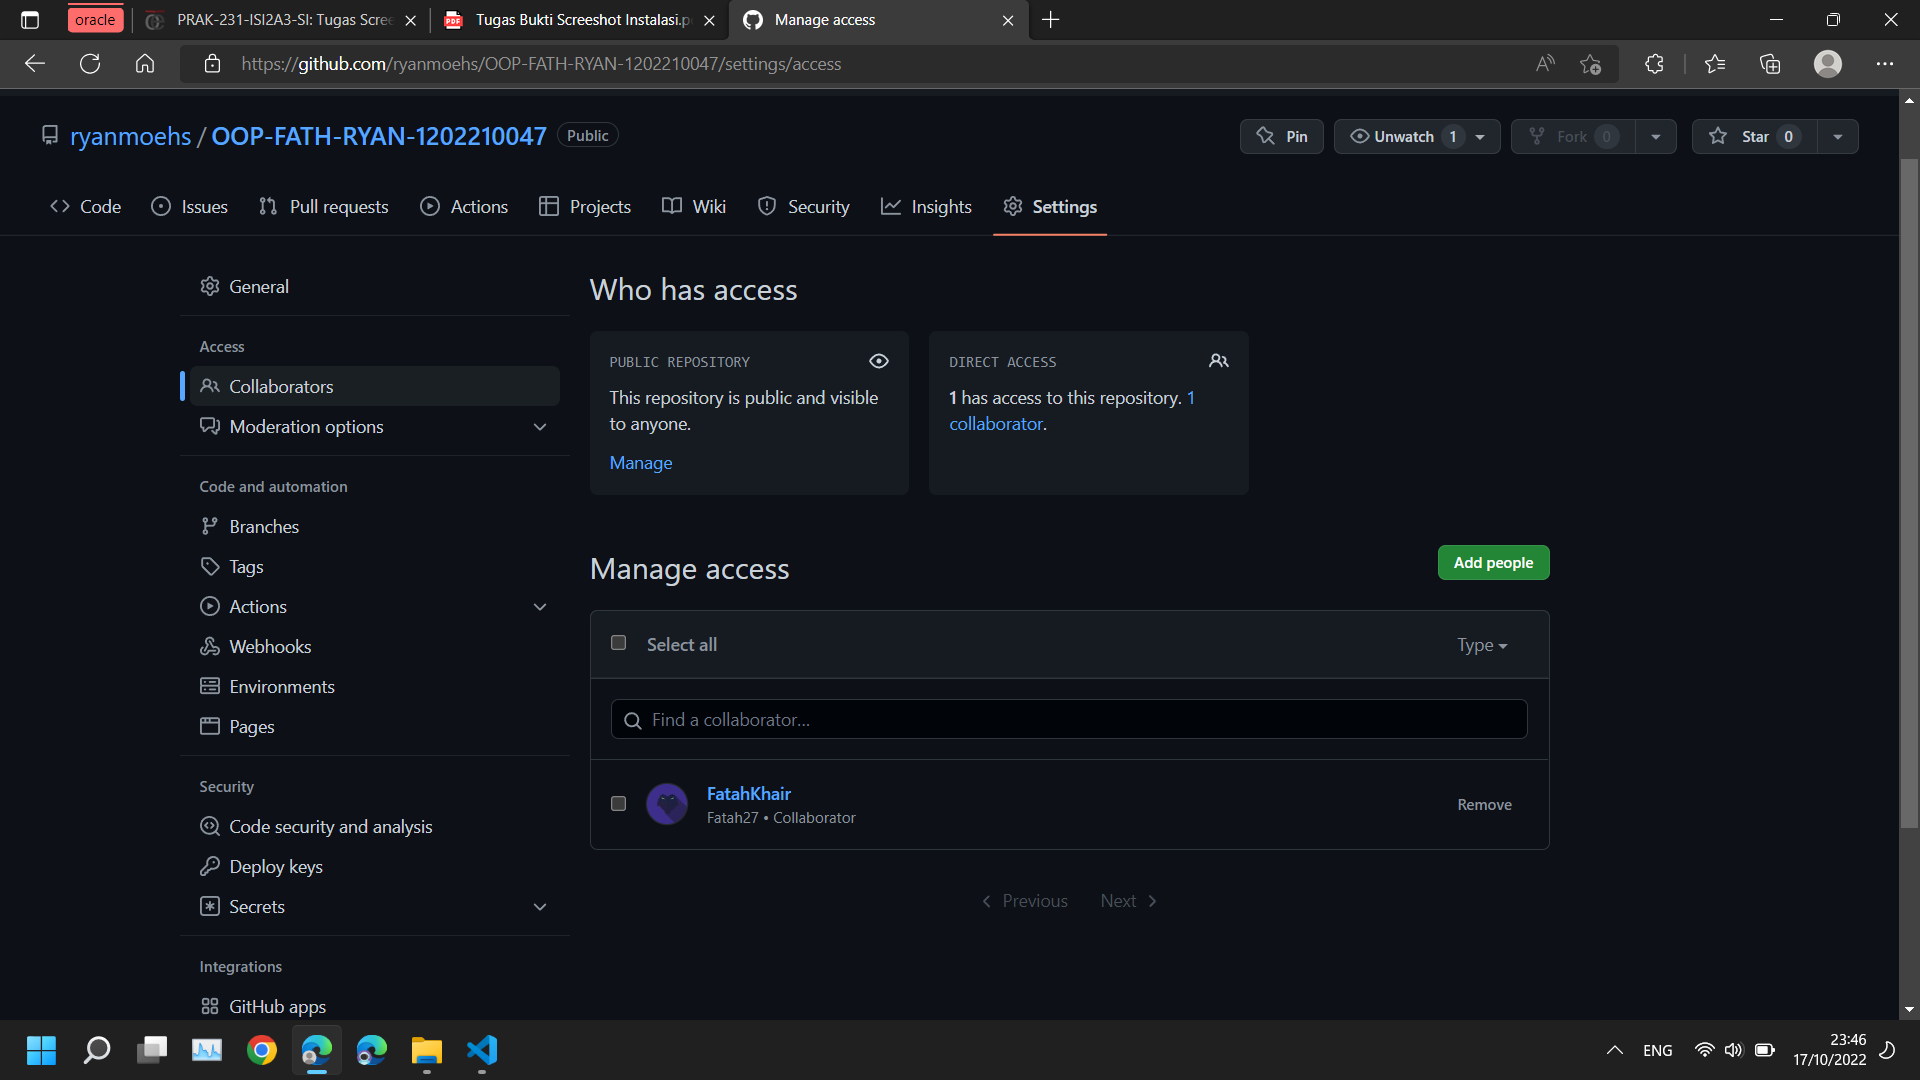 oracle
PRAK-231-ISI2A3-SI: Tugas Scree
Tugas Bukti Screeshot Instalasi.p
Manage access
https://github.com/ryanmoehs/OOP-FATH-RYAN-1202210047/settings/access
ryanmoehs / OOP-FATH-RYAN-1202210047 Public
Pin
Unwatch 1
Fork 0
Star 0
Code
Issues
Pull requests
Actions
Projects
Wiki
Security
Insights
Settings
General
Access
Collaborators
Moderation options
Code and automation
Branches
Tags
Actions
Webhooks
Environments
Pages
Security
Code security and analysis
Deploy keys
Secrets
Integrations
GitHub apps
Who has access
PUBLIC REPOSITORY
This repository is public and visible
to anyone.
Manage
DIRECT ACCESS
1 has access to this repository. 1
collaborator.
Manage access
Add people
Select all
Type
Find a collaborator...
FatahKhair
Fatah27 • Collaborator
Remove
Previous
Next
ENG
23:46
17/10/2022